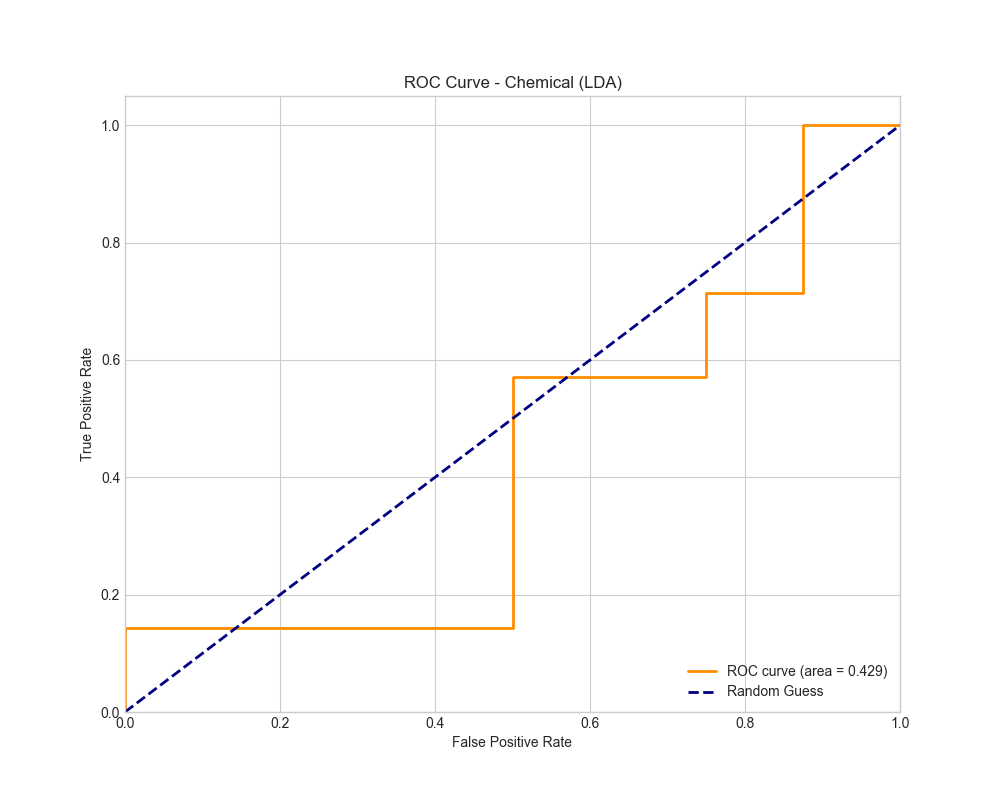 ROC Curve - Chemical (LDA)
1.0
0.8
0.6
0.4
0.2
0.0
True Positive Rate
0.0 0.2 0.4 0.6 0.8 1.0
False Positive Rate
ROC curve (area = 0.429)
Random Guess